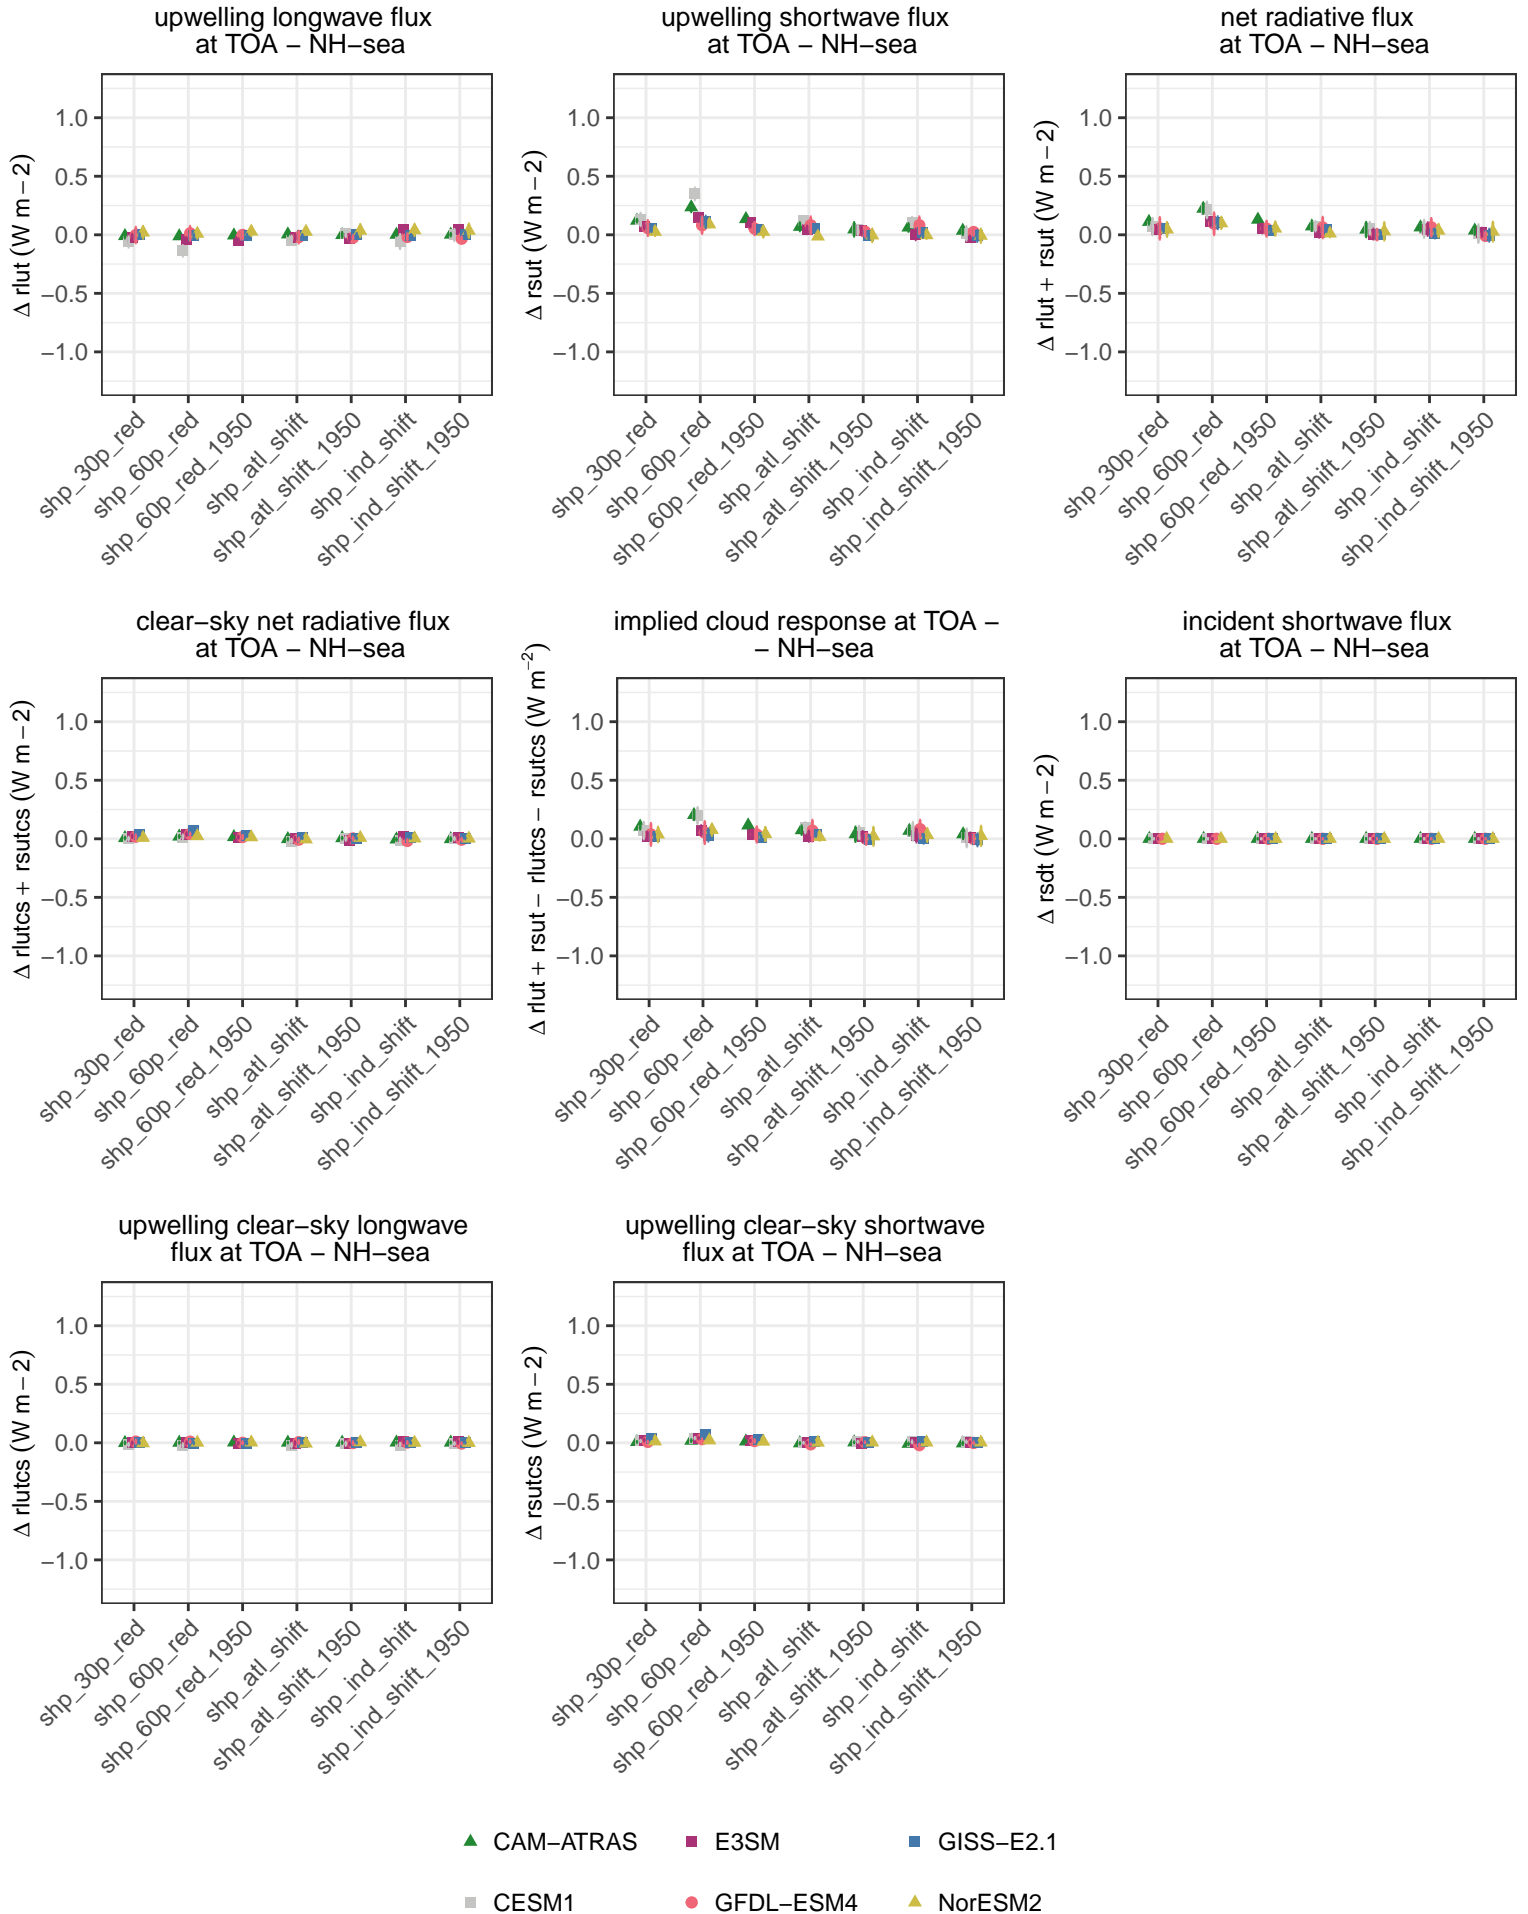 upwelling longwave flux
at TOA − NH−sea
Δ rlut (W m−2)
1.0
0.5
0.0
−0.5
−1.0
shp_30p_red
shp_60p_red
shp_60p_red_1950
shp_atl_shift
shp_atl_shift_1950
shp_ind_shift
shp_ind_shift_1950
upwelling shortwave flux
at TOA − NH−sea
Δ rsut (W m−2)
1.0
0.5
0.0
−0.5
−1.0
shp_30p_red
shp_60p_red
shp_60p_red_1950
shp_atl_shift
shp_atl_shift_1950
shp_ind_shift
shp_ind_shift_1950
net radiative flux
at TOA − NH−sea
Δ rlut + rsut (W m−2)
1.0
0.5
0.0
−0.5
−1.0
shp_30p_red
shp_60p_red
shp_60p_red_1950
shp_atl_shift
shp_atl_shift_1950
shp_ind_shift
shp_ind_shift_1950
clear−sky net radiative flux
at TOA − NH−sea
Δ rlutcs + rsutcs (W m−2)
1.0
0.5
0.0
−0.5
−1.0
shp_30p_red
shp_60p_red
shp_60p_red_1950
shp_atl_shift
shp_atl_shift_1950
shp_ind_shift
shp_ind_shift_1950
implied cloud response at TOA −
− NH−sea
Δ rlut + rsut − rlutcs − rsutcs (W m⁻²)
1.0
0.5
0.0
−0.5
−1.0
shp_30p_red
shp_60p_red
shp_60p_red_1950
shp_atl_shift
shp_atl_shift_1950
shp_ind_shift
shp_ind_shift_1950
incident shortwave flux
at TOA − NH−sea
Δ rsdt (W m−2)
1.0
0.5
0.0
−0.5
−1.0
shp_30p_red
shp_60p_red
shp_60p_red_1950
shp_atl_shift
shp_atl_shift_1950
shp_ind_shift
shp_ind_shift_1950
upwelling clear−sky longwave
flux at TOA − NH−sea
Δ rlutcs (W m−2)
1.0
0.5
0.0
−0.5
−1.0
shp_30p_red
shp_60p_red
shp_60p_red_1950
shp_atl_shift
shp_atl_shift_1950
shp_ind_shift
shp_ind_shift_1950
upwelling clear−sky shortwave
flux at TOA − NH−sea
Δ rsutcs (W m−2)
1.0
0.5
0.0
−0.5
−1.0
shp_30p_red
shp_60p_red
shp_60p_red_1950
shp_atl_shift
shp_atl_shift_1950
shp_ind_shift
shp_ind_shift_1950
CAM−ATRAS
E3SM
GISS−E2.1
CESM1
GFDL−ESM4
NorESM2